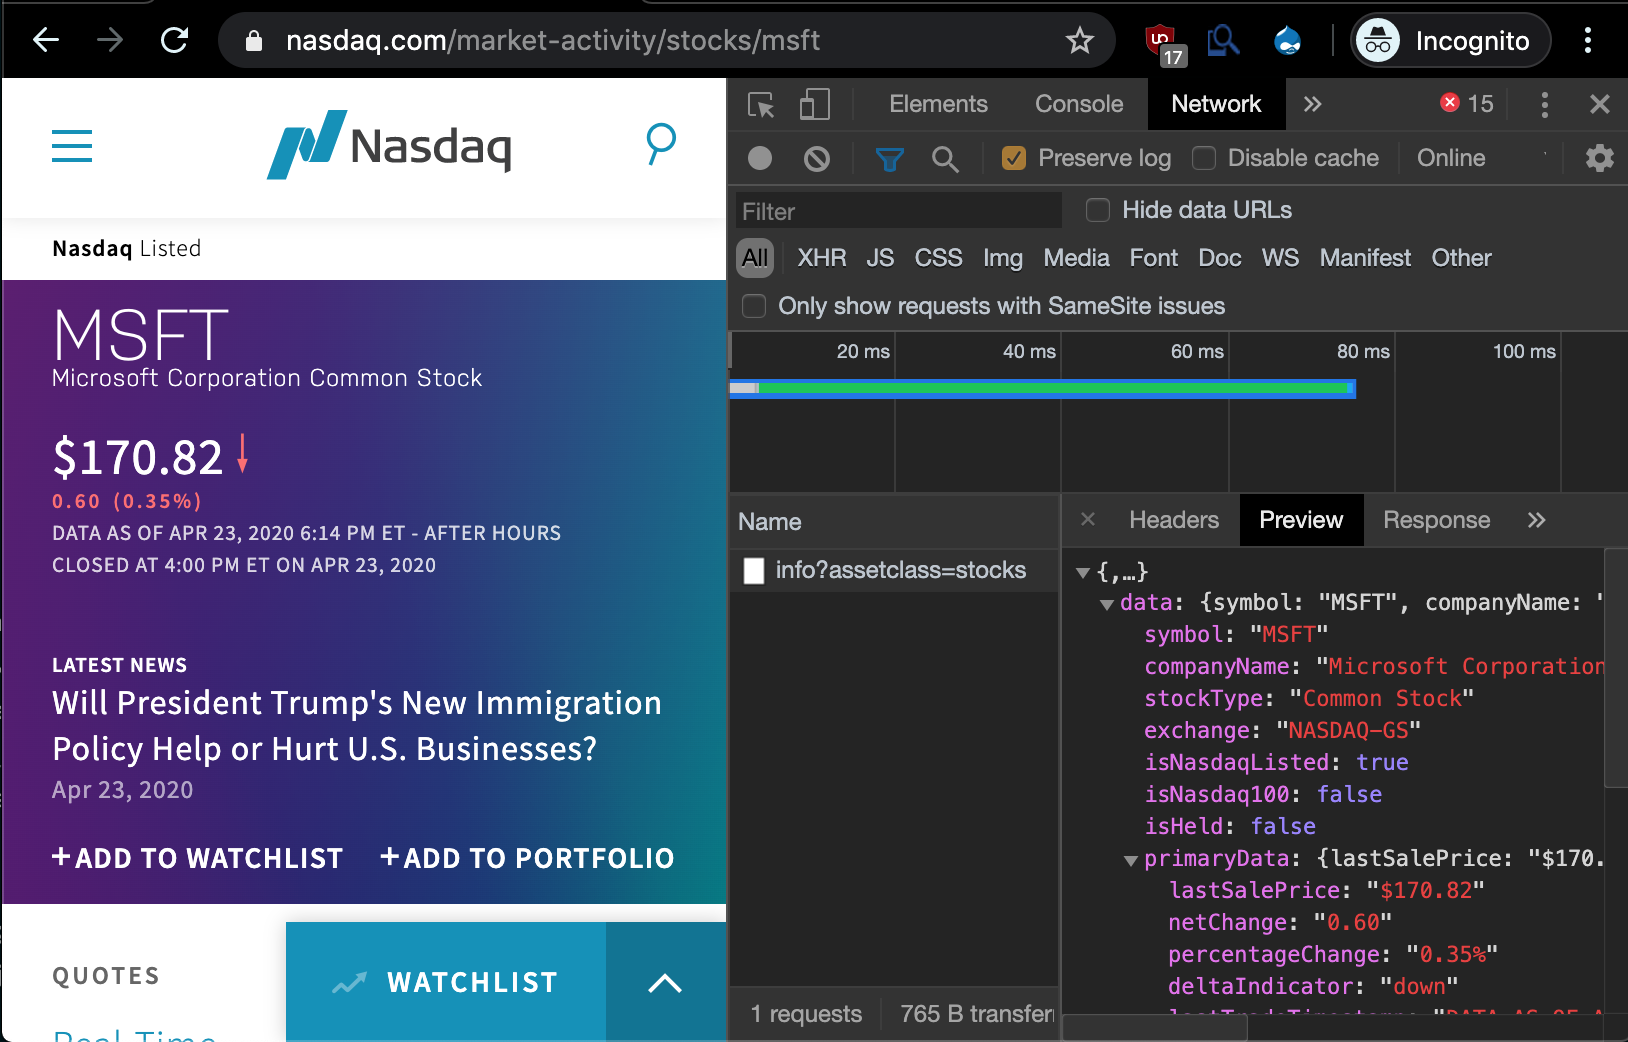 nasdaq.com/market-activity/stocks/msft
17
Incognito
Nasdaq
Nasdaq Listed
MSFT
Microsoft Corporation Common Stock
$170.82
0.60 (0.35%)
DATA AS OF APR 23, 2020 6:14 PM ET - AFTER HOURS
CLOSED AT 4:00 PM ET ON APR 23, 2020
LATEST NEWS
Will President Trump's New Immigration
Policy Help or Hurt U.S. Businesses?
Apr 23, 2020
+ADD TO WATCHLIST +ADD TO PORTFOLIO
QUOTES
WATCHLIST
Real-Time
Elements Console Network » 15
Preserve log Disable cache Online
Filter Hide data URLs
All XHR JS CSS Img Media Font Doc WS Manifest Other
Only show requests with SameSite issues
20 ms 40 ms 60 ms 80 ms 100 ms
Name
info?assetclass=stocks
1 requests 765 B transfer
× Headers Preview Response »
{,…}
data: {symbol: "MSFT", companyName: "
symbol: "MSFT"
companyName: "Microsoft Corporation
stockType: "Common Stock"
exchange: "NASDAQ-GS"
isNasdaqListed: true
isNasdaq100: false
isHeld: false
primaryData: {lastSalePrice: "$170.
lastSalePrice: "$170.82"
netChange: "0.60"
percentageChange: "0.35%"
deltaIndicator: "down"
lastTradeTimestamp: "DATA AS OF A